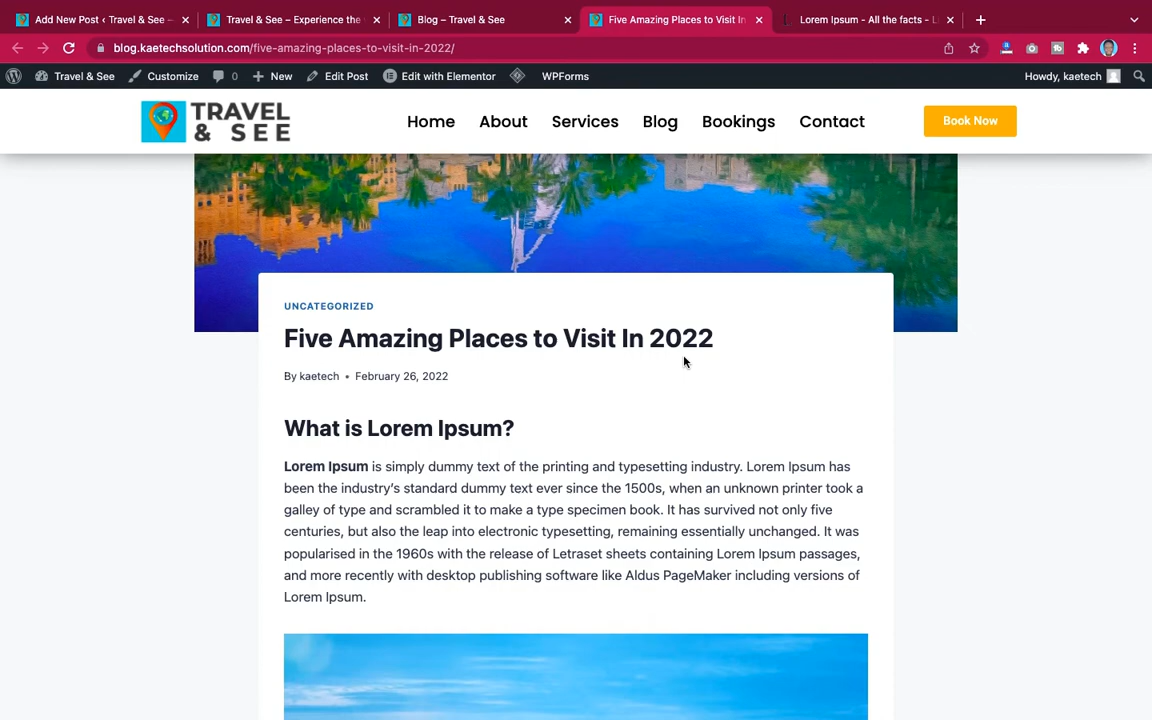 Add New Post ‹ Travel & See –
Travel & See – Experience the
Blog – Travel & See
Five Amazing Places to Visit In
Lorem Ipsum - All the facts - L
blog.kaetechsolution.com/five-amazing-places-to-visit-in-2022/
Travel & See
Customize
0
New
Edit Post
Edit with Elementor
WPForms
Howdy, kaetech
TRAVEL
& SEE
Home
About
Services
Blog
Bookings
Contact
Book Now
UNCATEGORIZED
Five Amazing Places to Visit In 2022
By kaetech • February 26, 2022
What is Lorem Ipsum?
Lorem Ipsum is simply dummy text of the printing and typesetting industry. Lorem Ipsum has
been the industry's standard dummy text ever since the 1500s, when an unknown printer took a
galley of type and scrambled it to make a type specimen book. It has survived not only five
centuries, but also the leap into electronic typesetting, remaining essentially unchanged. It was
popularised in the 1960s with the release of Letraset sheets containing Lorem Ipsum passages,
and more recently with desktop publishing software like Aldus PageMaker including versions of
Lorem Ipsum.